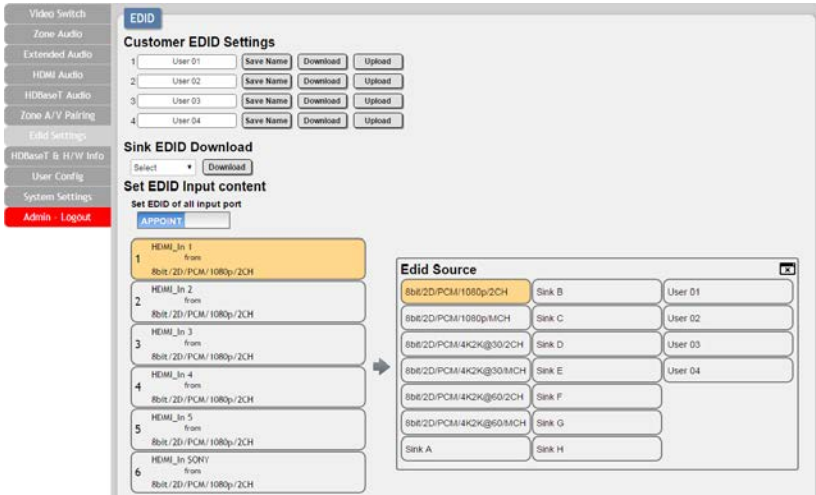 Video Switch
Zone Audio
Extended Audio
HDMI Audio
HDBaseT Audio
Zone A/V Pairing
Edid Settings
HDBaseT & H/W Info
User Config
System Settings
Admin - Logout
EDID
Customer EDID Settings
1 User 01 Save Name Download Upload
2 User 02 Save Name Download Upload
3 User 03 Save Name Download Upload
4 User 04 Save Name Download Upload
Sink EDID Download
Select Download
Set EDID Input content
Set EDID of all input port
APPOINT
HDMI_In 1
1 from
8bit/2D/PCM/1080p/2CH
HDMI_In 2
2 from
8bit/2D/PCM/1080p/2CH
HDMI_In 3
3 from
8bit/2D/PCM/1080p/2CH
HDMI_In 4
4 from
8bit/2D/PCM/1080p/2CH
HDMI_In 5
5 from
8bit/2D/PCM/1080p/2CH
HDMI_In SONY
6 from
8bit/2D/PCM/1080p/2CH
Edid Source
8bit/2D/PCM/1080p/2CH Sink B User 01
8bit/2D/PCM/1080p/MCH Sink C User 02
8bit/2D/PCM/4K2K@30/2CH Sink D User 03
8bit/2D/PCM/4K2K@30/MCH Sink E User 04
8bit/2D/PCM/4K2K@60/2CH Sink F
8bit/2D/PCM/4K2K@60/MCH Sink G
Sink A Sink H